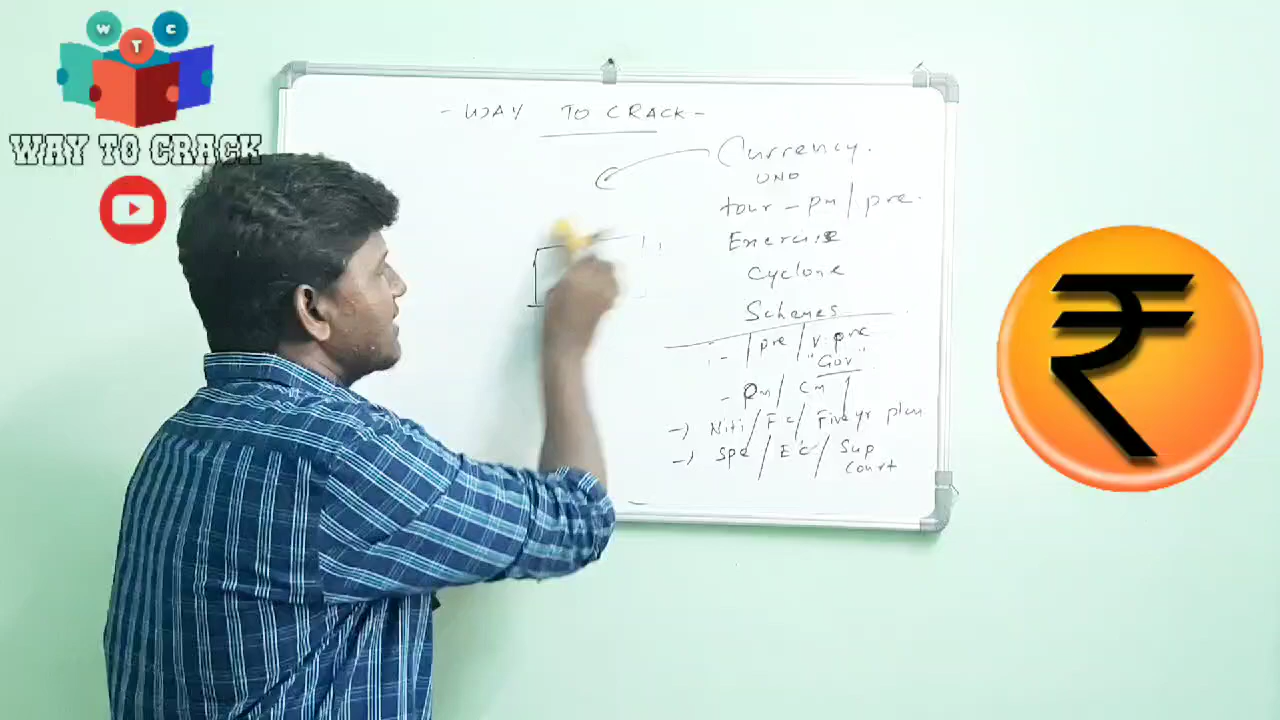 W T C
WAY TO CRACK
- WAY TO CRACK -
Currency.
UNO
tour - pm / pre.
Exercise
Cyclone
Schemes
- / pre / v. pre
"Gov"
- pm / cm /
→ Niti / Fc / Five yr plan
→ Spe / EC / Sup
court
₹